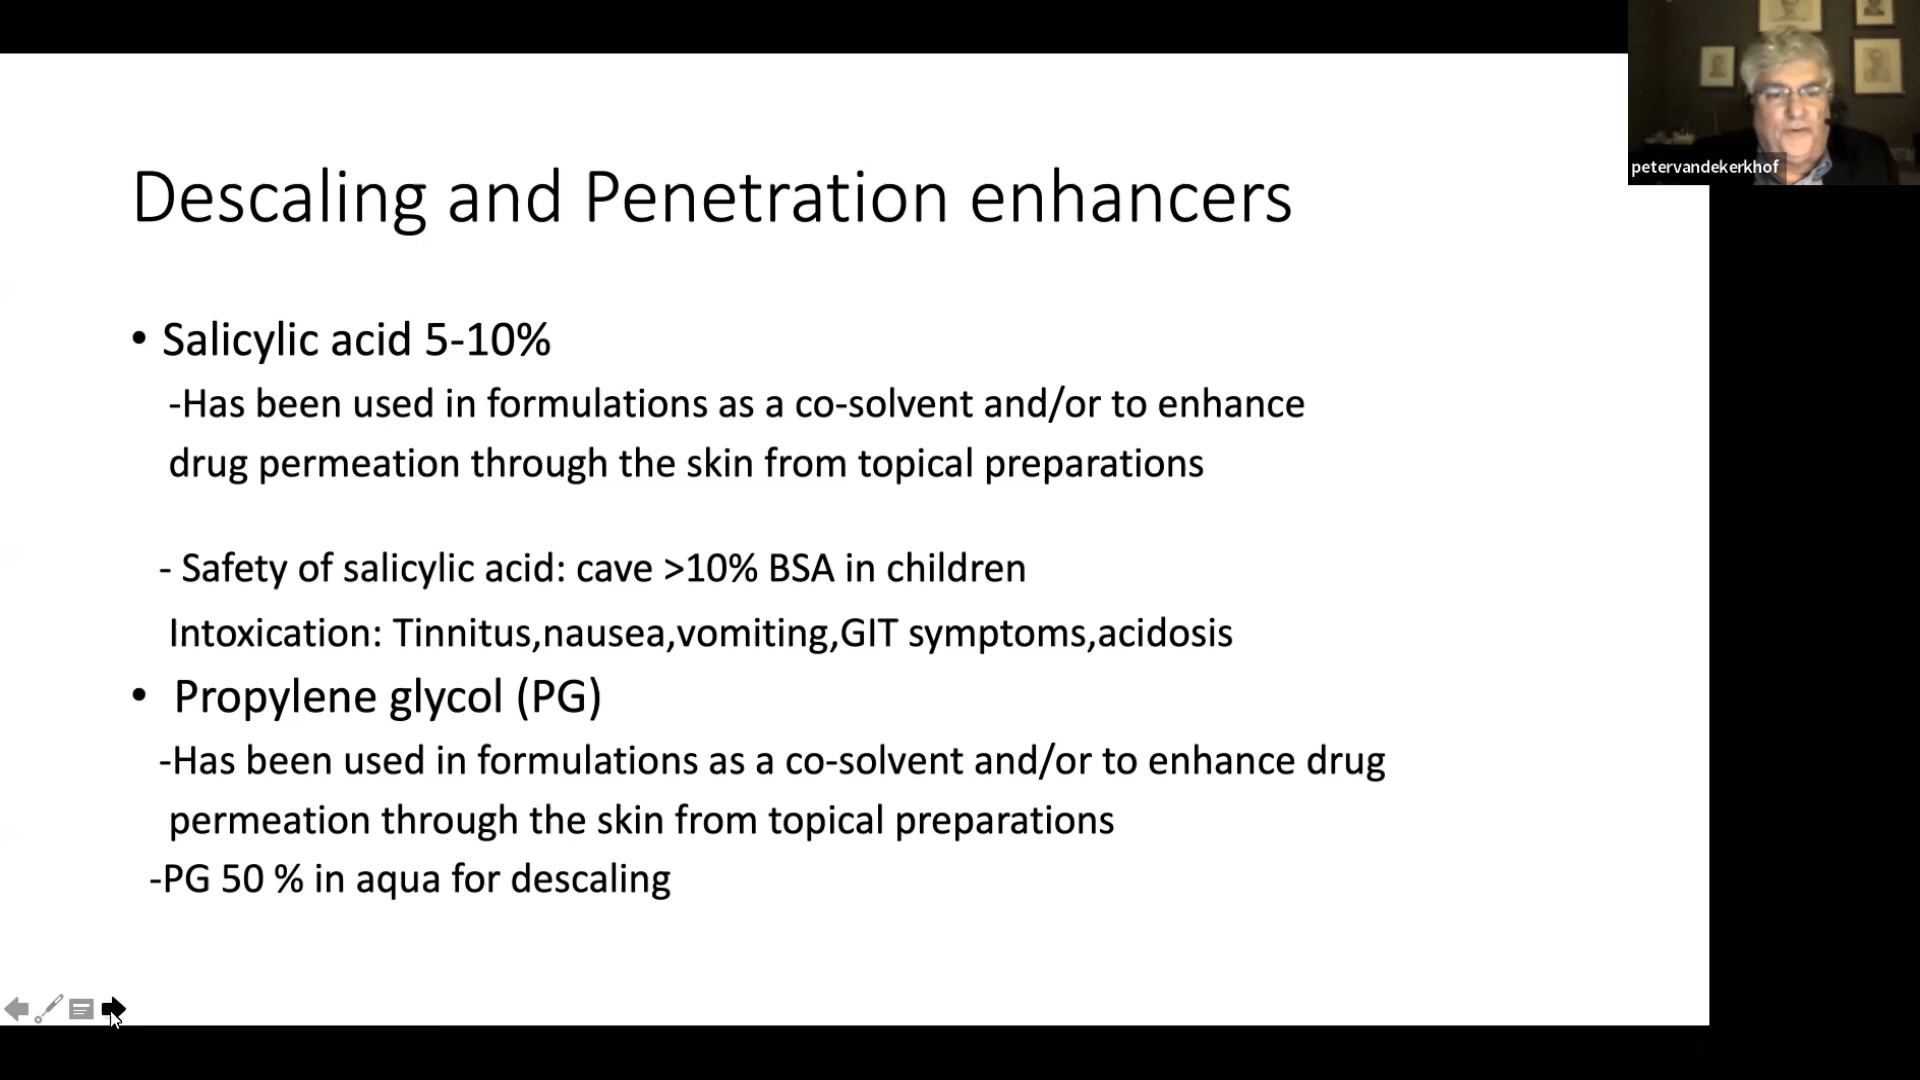 petervandekerkhof
Descaling and Penetration enhancers
• Salicylic acid 5-10%
-Has been used in formulations as a co-solvent and/or to enhance
drug permeation through the skin from topical preparations
- Safety of salicylic acid: cave >10% BSA in children
Intoxication: Tinnitus,nausea,vomiting,GIT symptoms,acidosis
• Propylene glycol (PG)
-Has been used in formulations as a co-solvent and/or to enhance drug
permeation through the skin from topical preparations
-PG 50 % in aqua for descaling